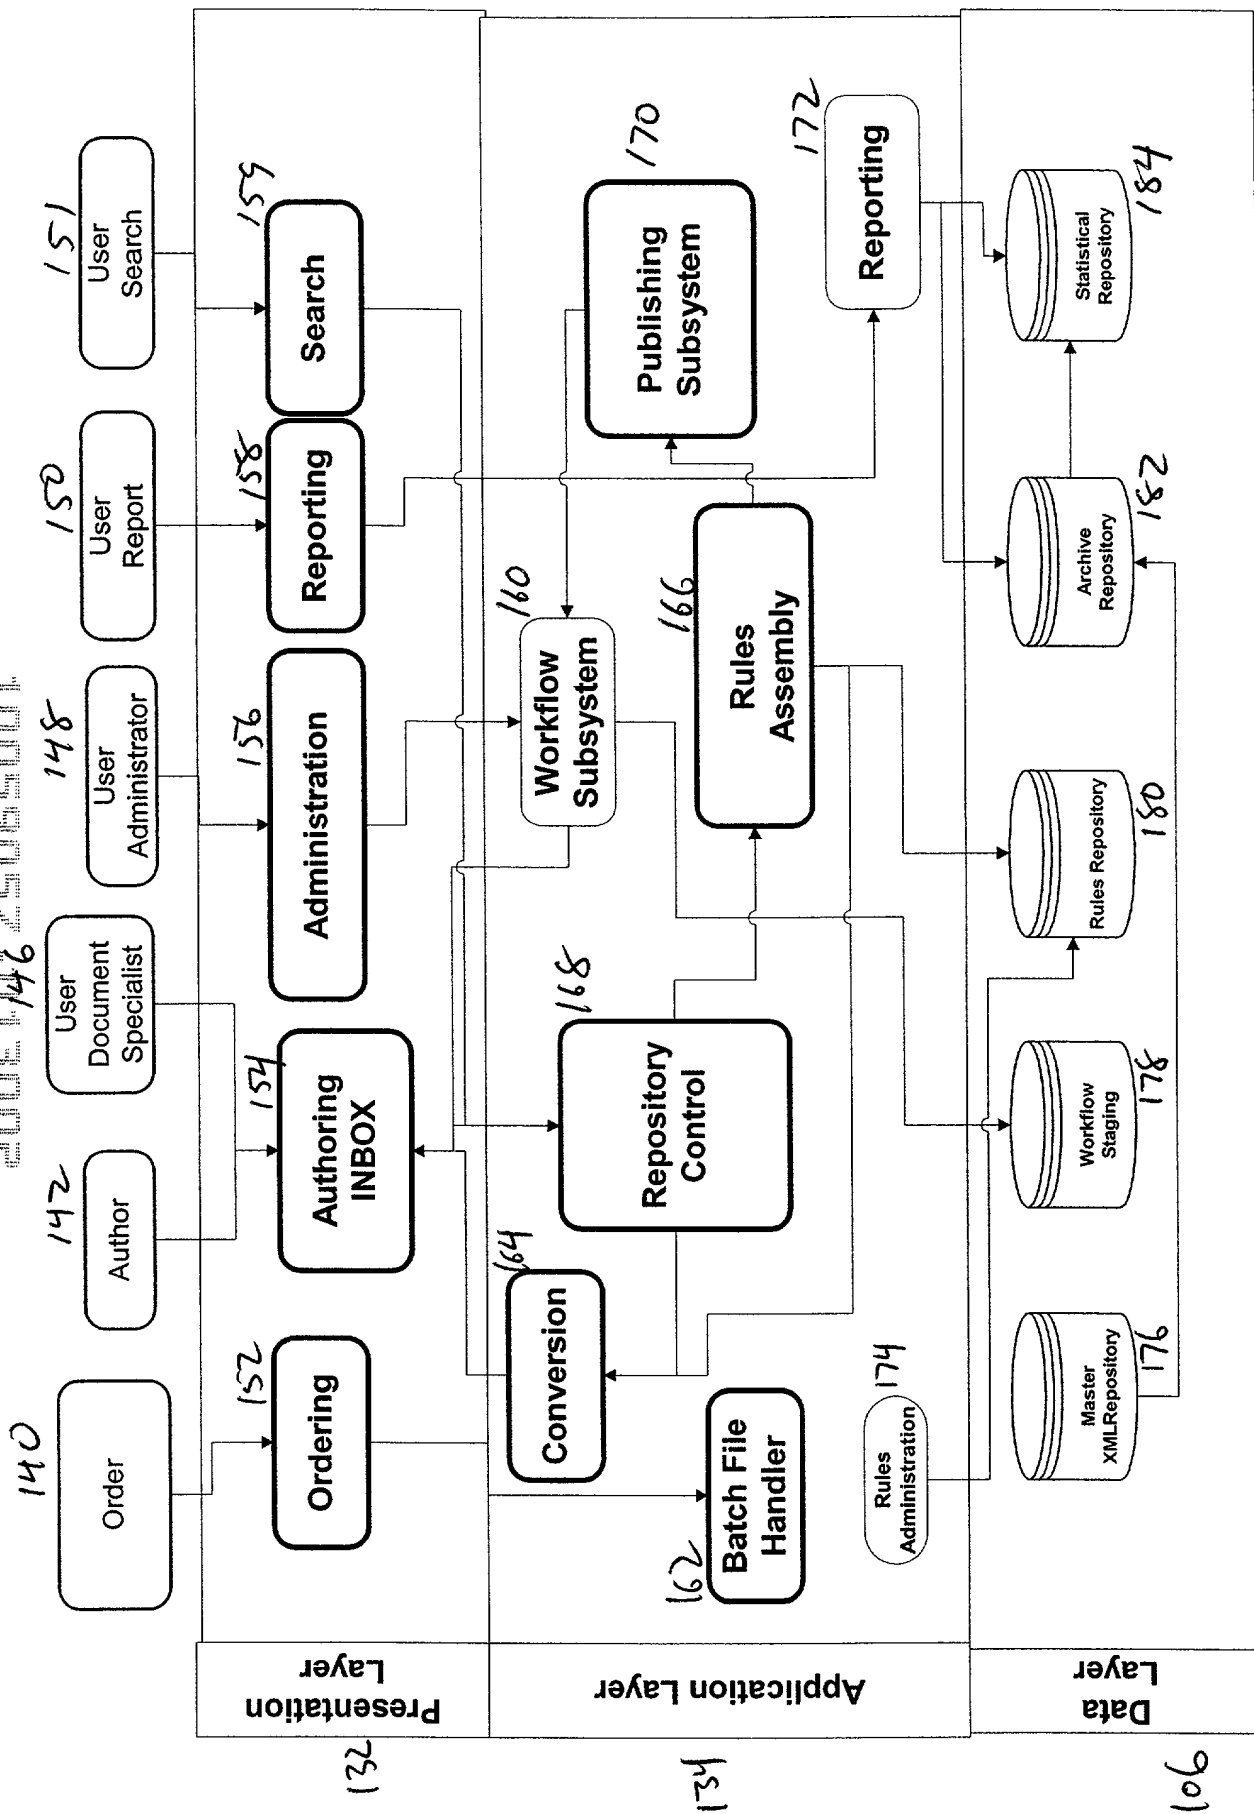 140
Order
142
Author
146
User
Document
Specialist
148
User
Administrator
150
User
Report
151
User
Search
132
Presentation
Layer
152
Ordering
154
Authoring
INBOX
156
Administration
158
Reporting
159
Search
134
Application Layer
164
Conversion
168
Repository
Control
160
Workflow
Subsystem
166
Rules
Assembly
170
Publishing
Subsystem
162
Batch File
Handler
174
Rules
Administration
172
Reporting
106
Data
Layer
Master
XMLRepository
176
Workflow
Staging
178
Rules Repository
180
Archive
Repository
182
Statistical
Repository
184